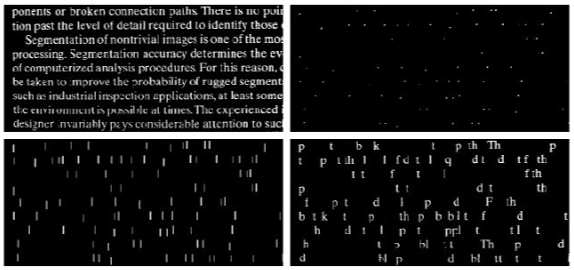 ponents or broken connection paths. There is no poin
tion past the level of detail required to identify those
Segmentation of nontrivial images is one of the mos
processing. Segmentation accuracy determines the ev
of computerized analysis procedures. For this reason,
be taken to improve the probability of rugged segment
such as industrial inspection applications, at least some
the environment is possible at times. The experienced
designer invariably pays considerable attention to such
p t b k t p th Th p
t p t th l l f d t l q d t d t f th
t t f t l t l t
p t t d t th
f p t d l p d F th
b t k t p th p b b l t f d t
h d t l p t ppl t t l t
h t p bl t Th p d
d bl p d bl tt t t